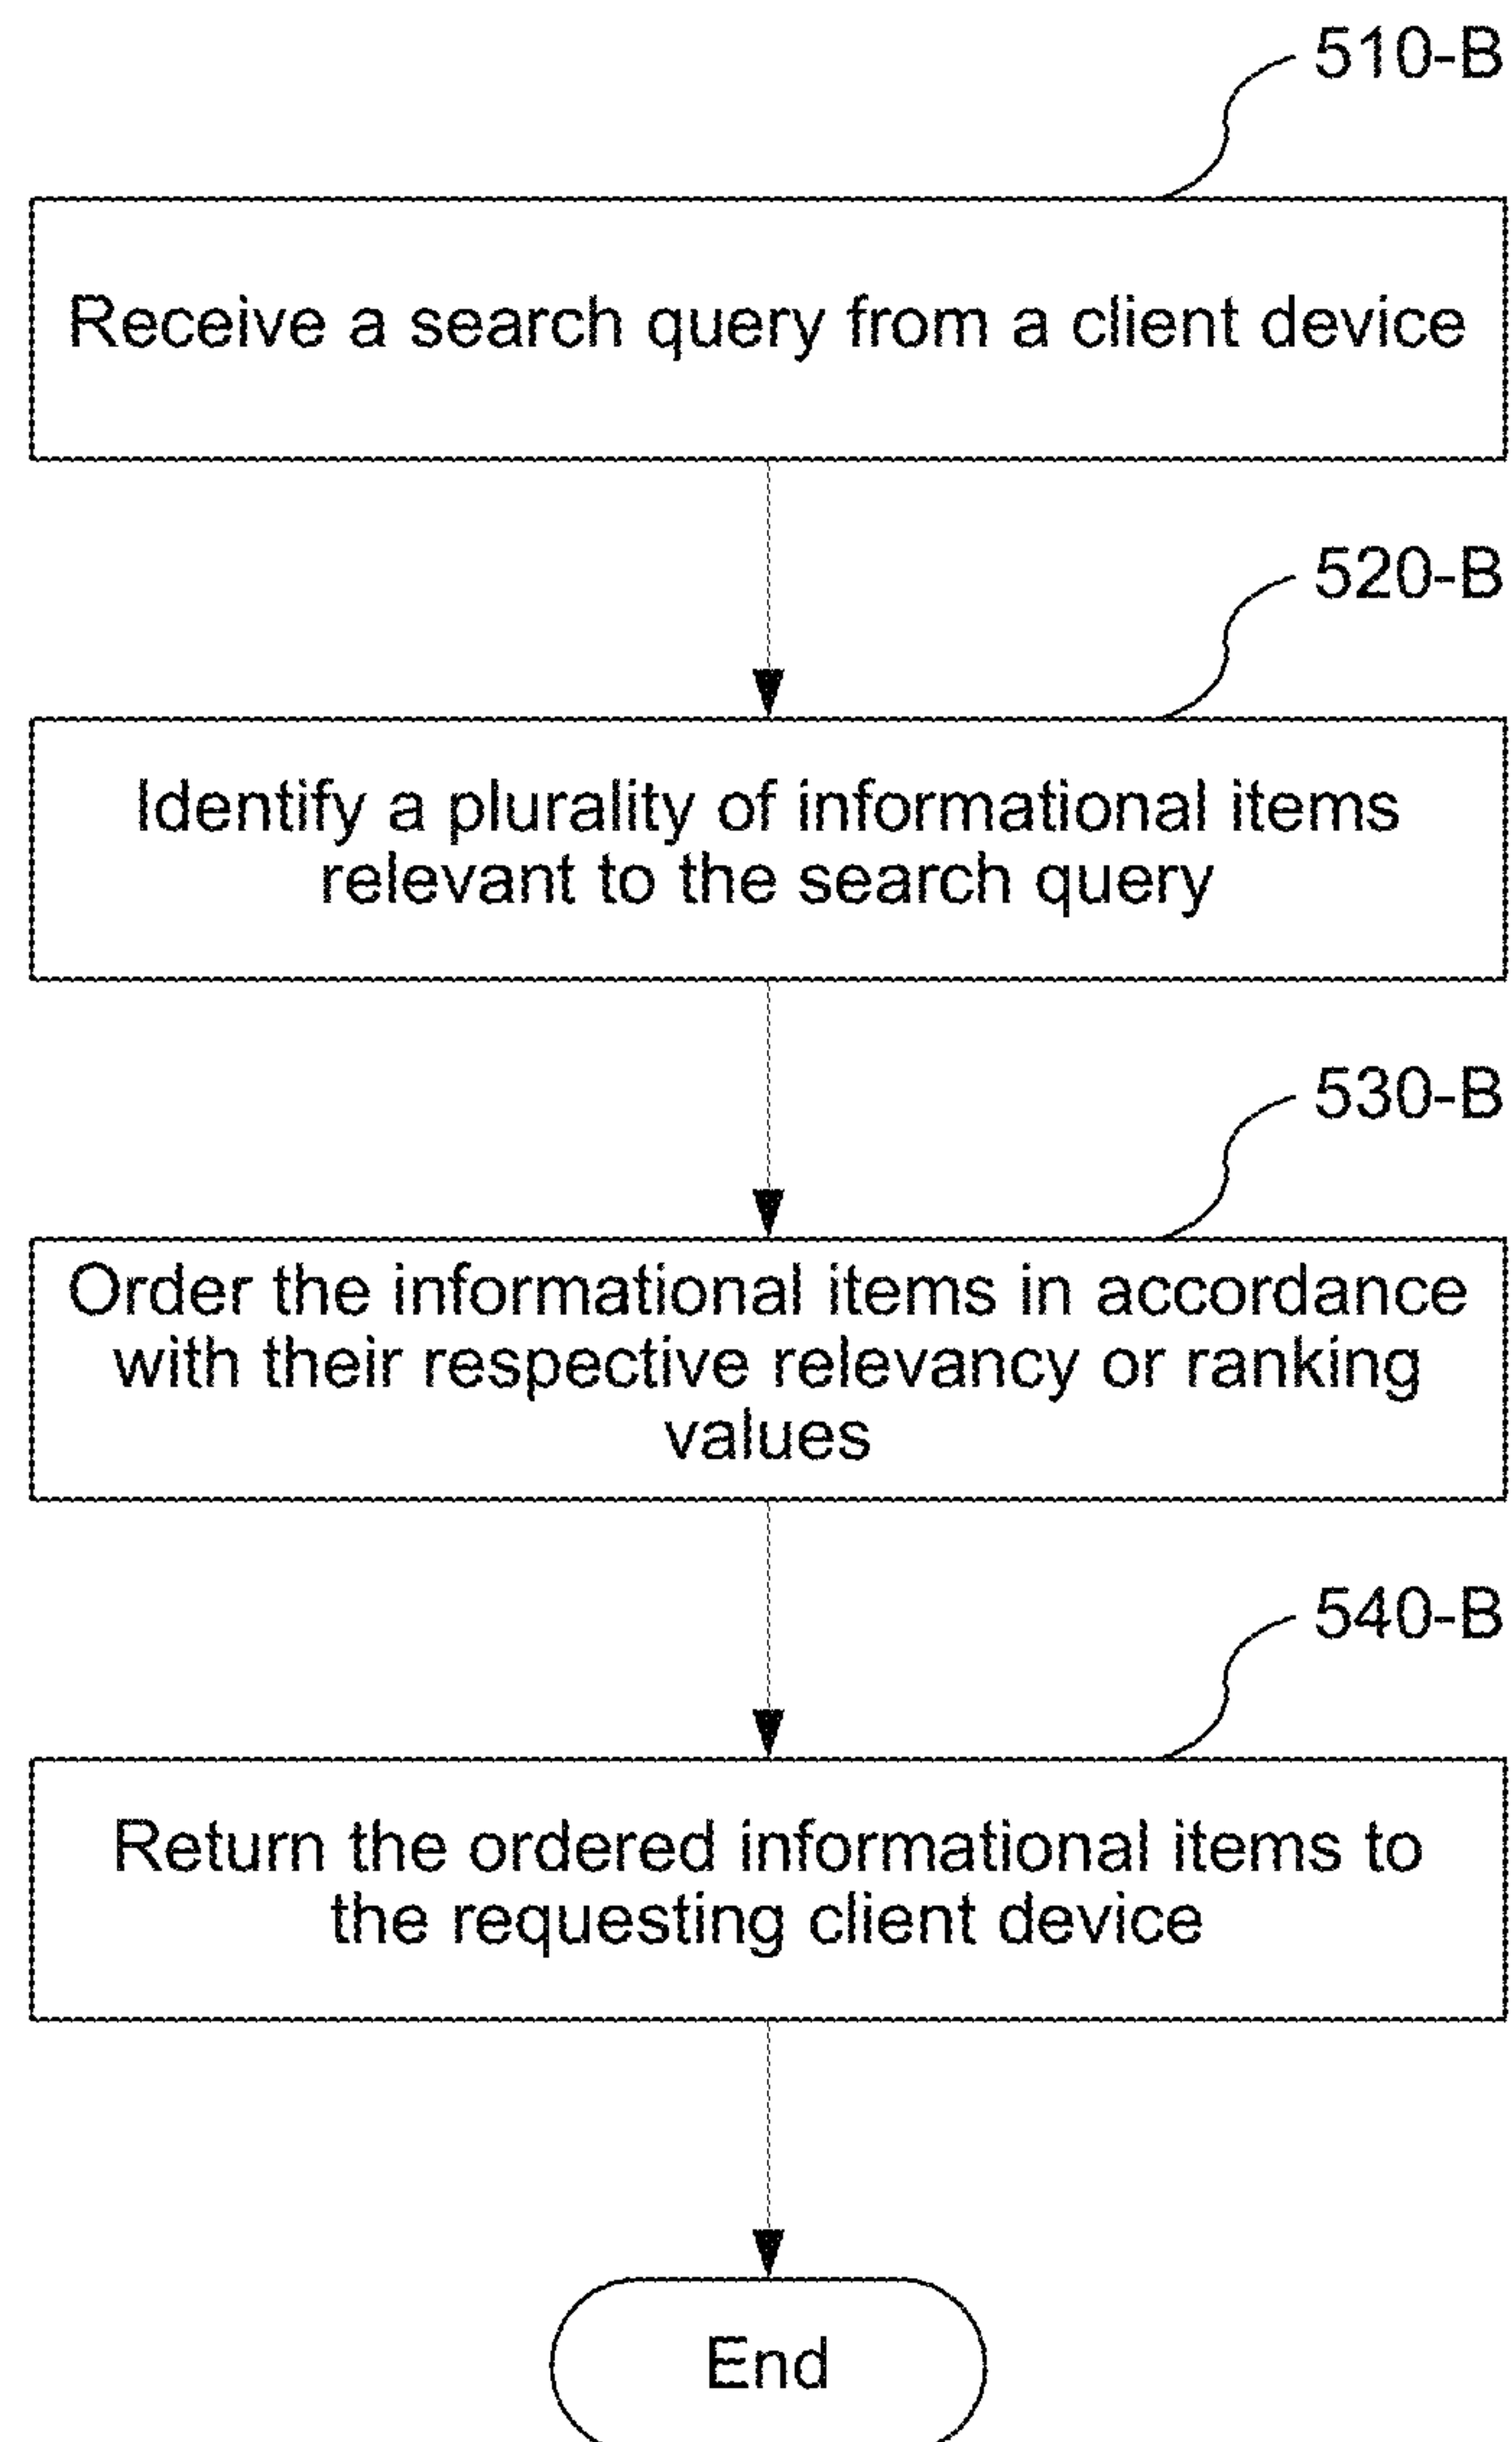 510-B
Receive a search query from a client device
520-B
Identify a plurality of informational items
relevant to the search query
530-B
Order the informational items in accordance
with their respective relevancy or ranking
values
540-B
Return the ordered informational items to
the requesting client device
End